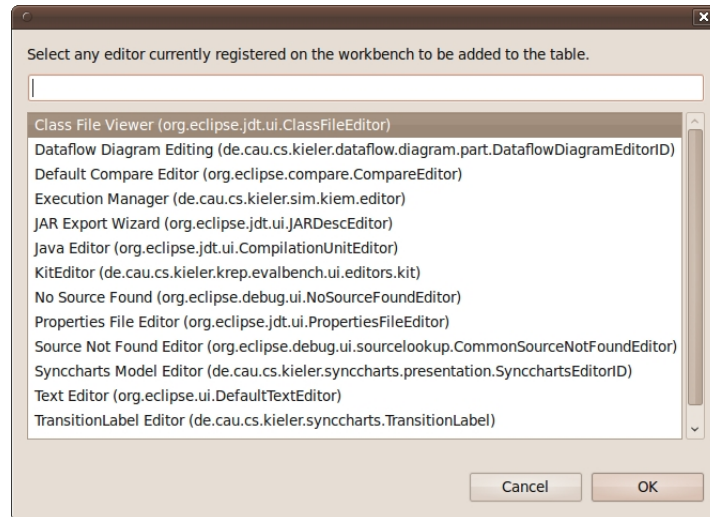 Select any editor currently registered on the workbench to be added to the table.
Class File Viewer (org.eclipse.jdt.ui.ClassFileEditor)
Dataflow Diagram Editing (de.cau.cs.kieler.dataflow.diagram.part.DataflowDiagramEditorID)
Default Compare Editor (org.eclipse.compare.CompareEditor)
Execution Manager (de.cau.cs.kieler.sim.kiem.editor)
JAR Export Wizard (org.eclipse.jdt.ui.JARDescEditor)
Java Editor (org.eclipse.jdt.ui.CompilationUnitEditor)
KitEditor (de.cau.cs.kieler.krep.evalbench.ui.editors.kit)
No Source Found (org.eclipse.debug.ui.NoSourceFoundEditor)
Properties File Editor (org.eclipse.jdt.ui.PropertiesFileEditor)
Source Not Found Editor (org.eclipse.debug.ui.sourcelookup.CommonSourceNotFoundEditor)
Synccharts Model Editor (de.cau.cs.kieler.synccharts.presentation.SyncchartsEditorID)
Text Editor (org.eclipse.ui.DefaultTextEditor)
TransitionLabel Editor (de.cau.cs.kieler.synccharts.TransitionLabel)
Cancel OK